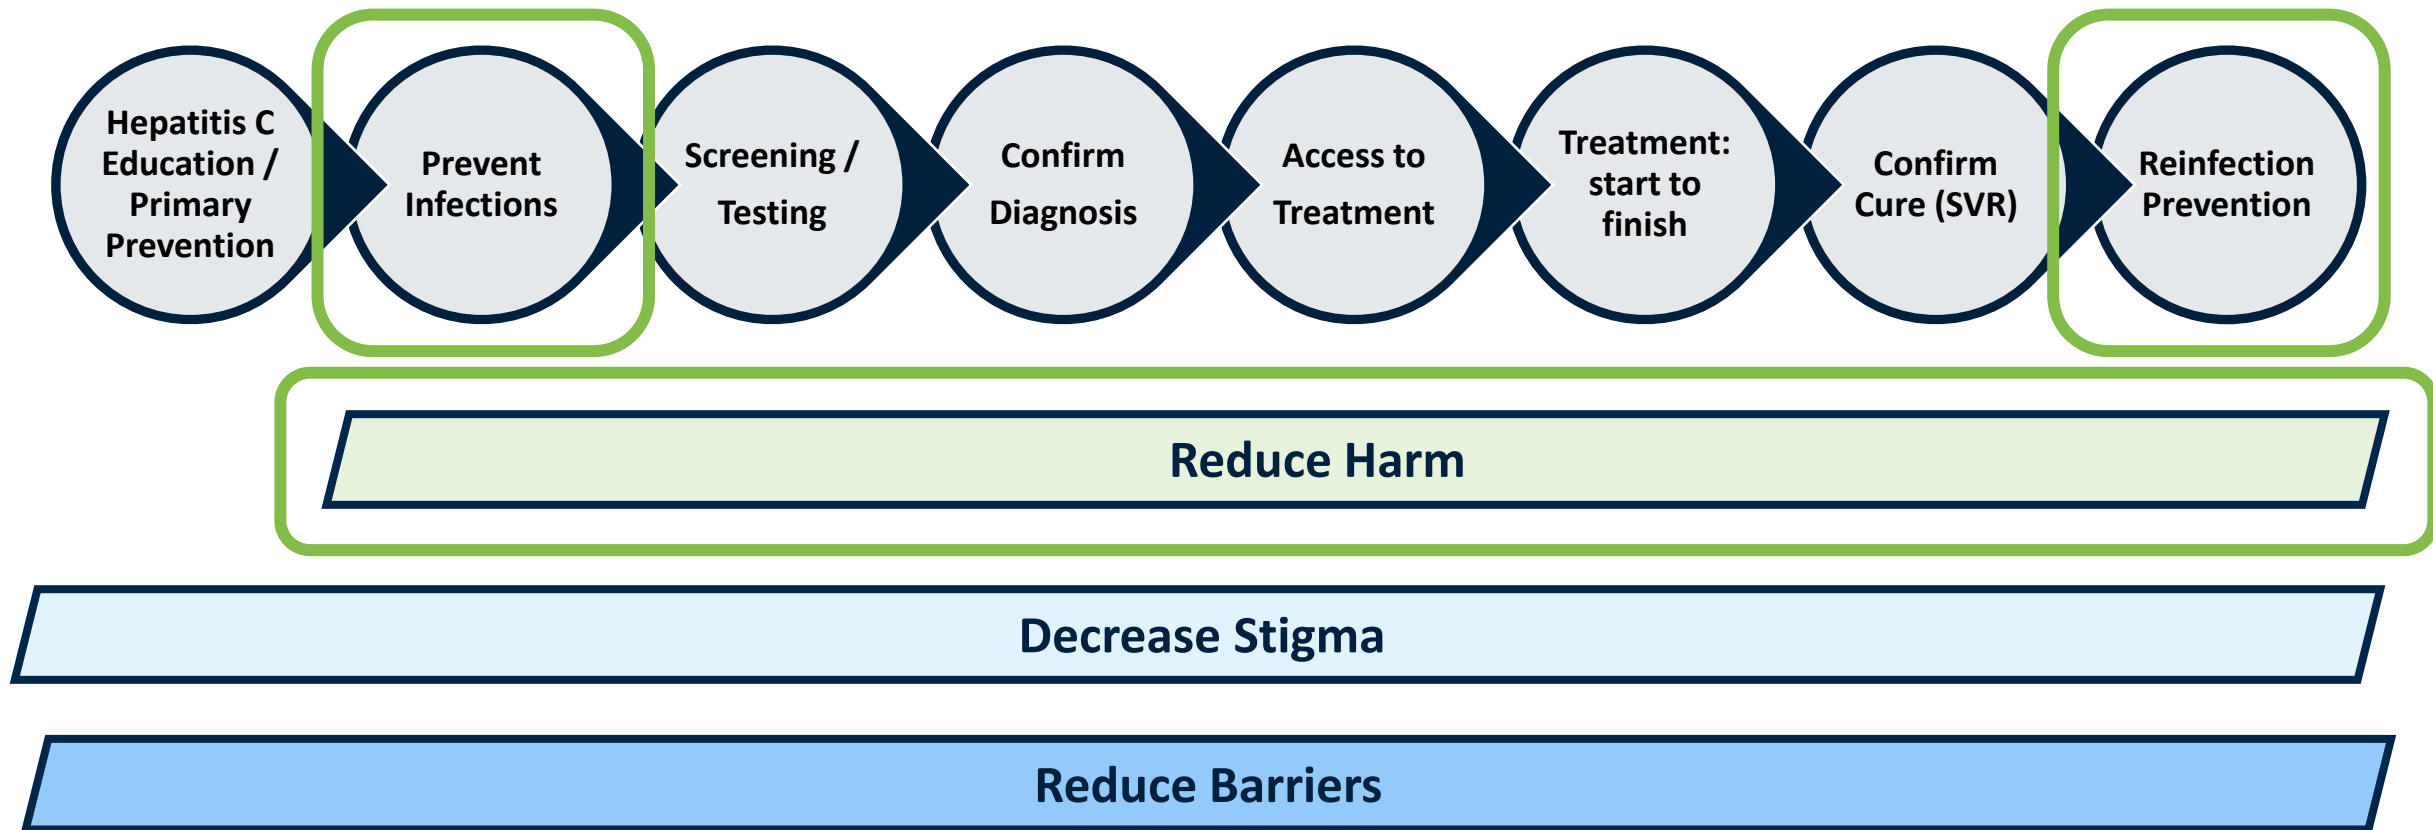 Hepatitis C
Education /
Primary
Prevention
Prevent
Infections
Screening /
Testing
Confirm
Diagnosis
Access to
Treatment
Treatment:
start to
finish
Confirm
Cure (SVR)
Reinfection
Prevention
Reduce Harm
Decrease Stigma
Reduce Barriers